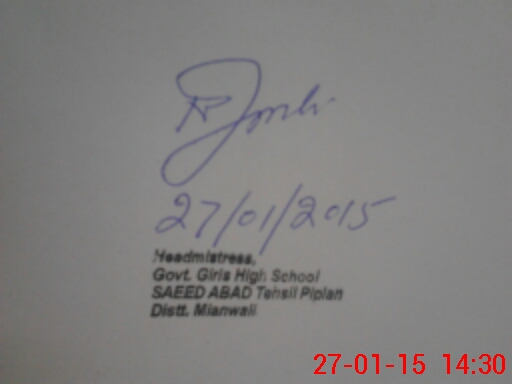 27/01/2015
Headmistress,
Govt. Girls High School
SAEED ABAD Tehsil Piplan
Distt. Mianwali
27-01-15 14:30